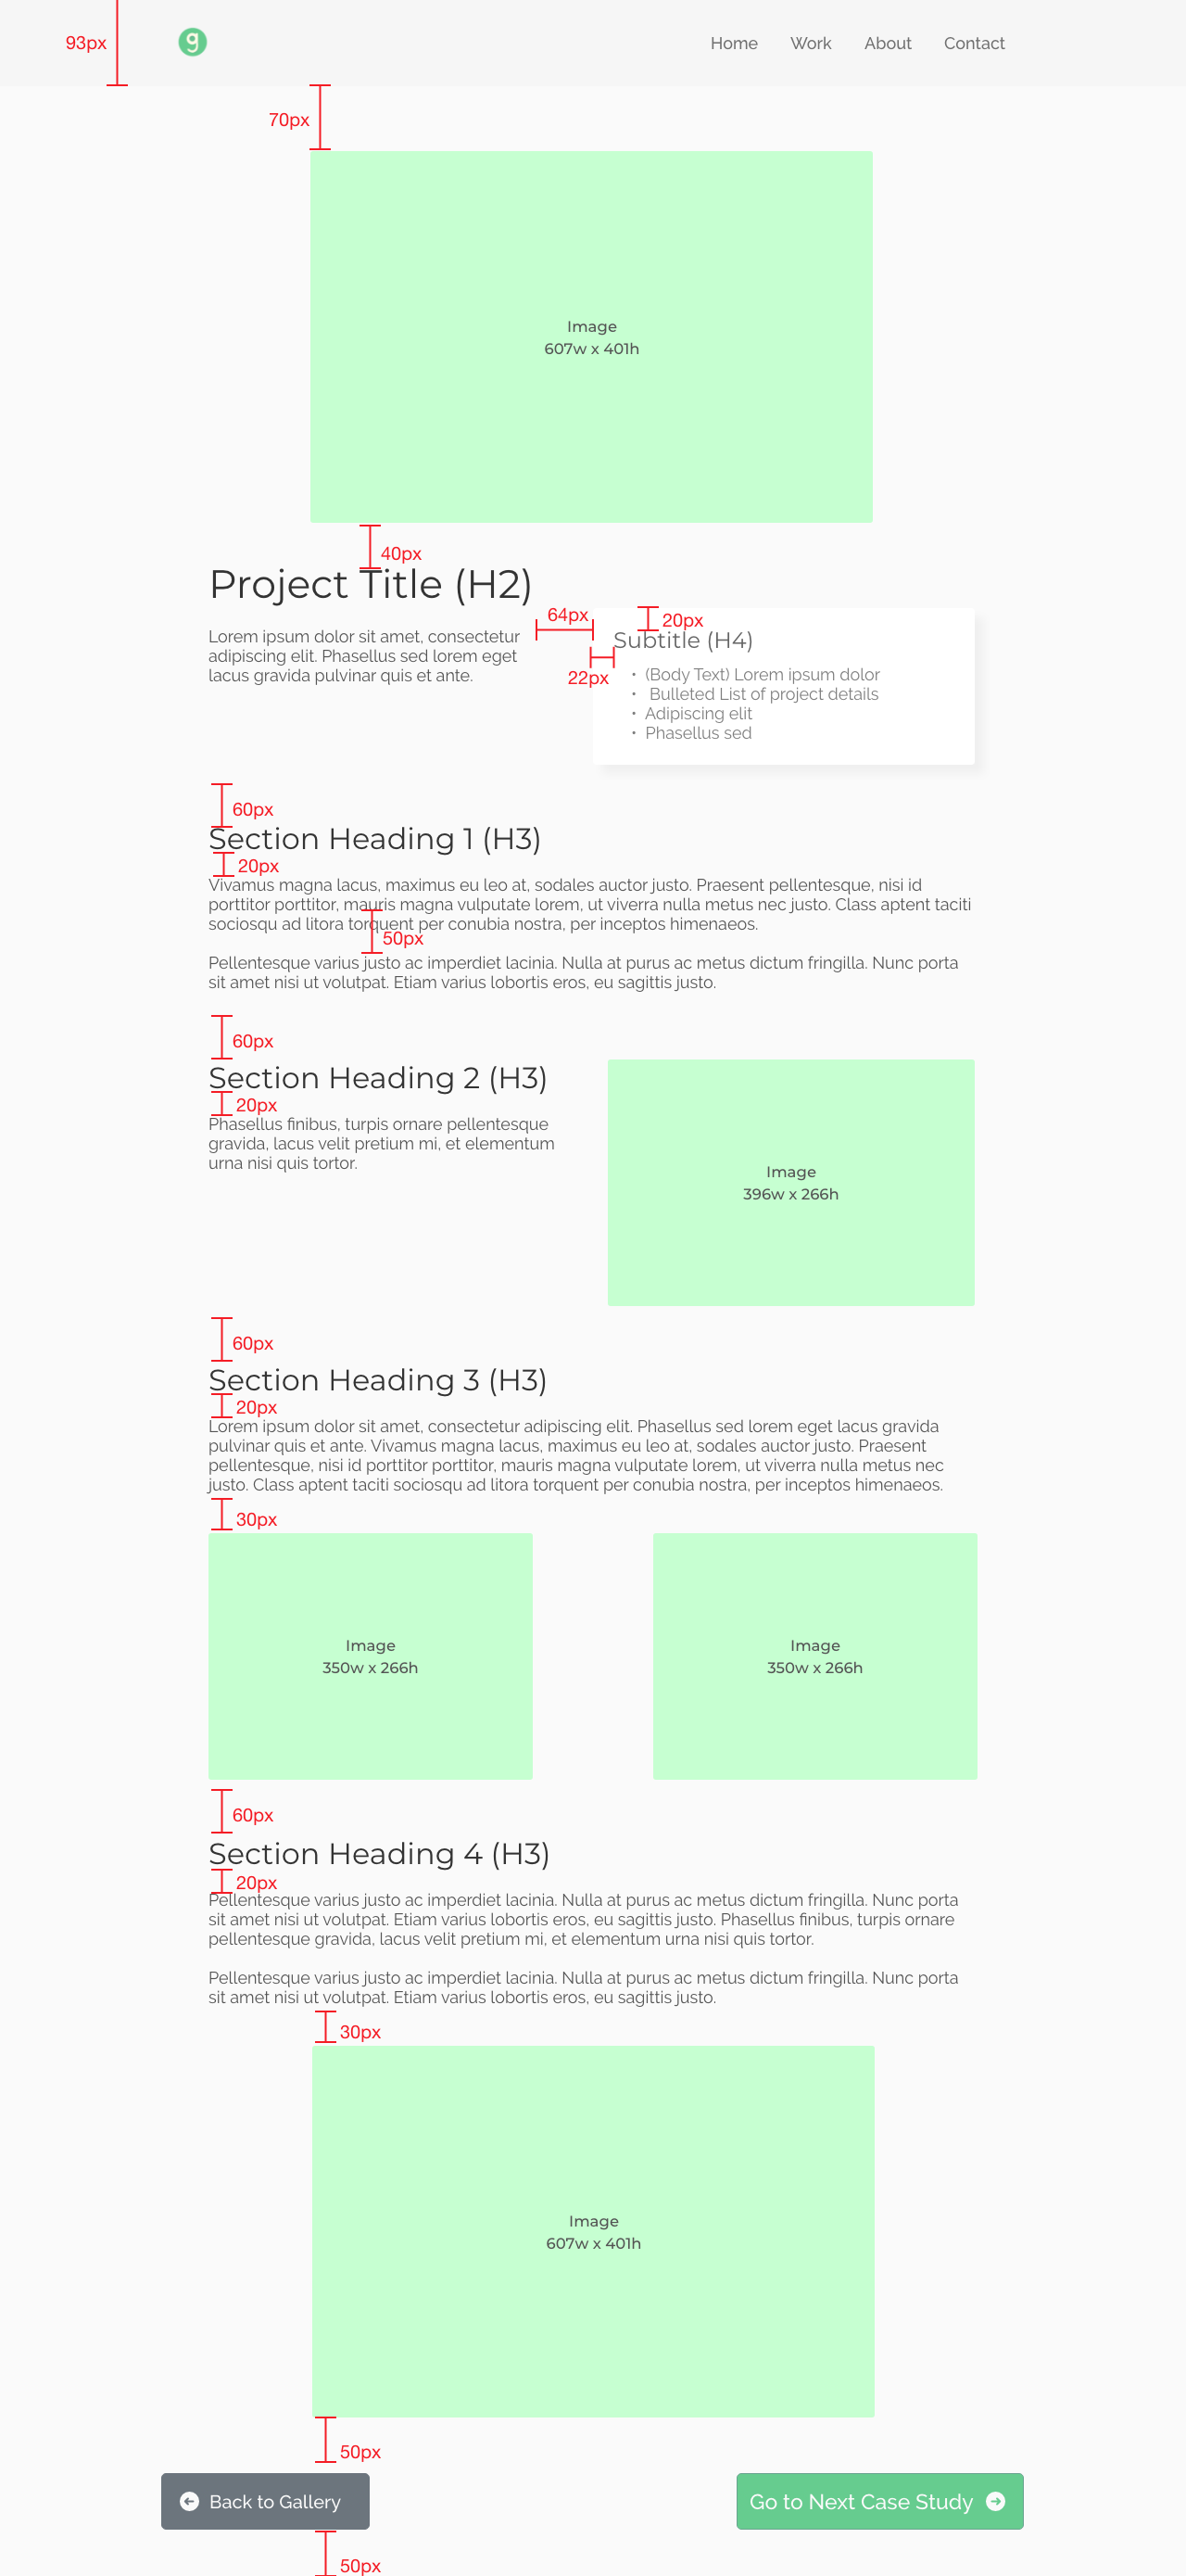 93px
g
Home Work About Contact
70px
Image
607w x 401h
40px
Project Title (H2)
64px
20px
Lorem ipsum dolor sit amet, consectetur
adipiscing elit. Phasellus sed lorem eget
lacus gravida pulvinar quis et ante.
Subtitle (H4)
22px
• (Body Text) Lorem ipsum dolor
• Bulleted List of project details
• Adipiscing elit
• Phasellus sed
60px
Section Heading 1 (H3)
20px
Vivamus magna lacus, maximus eu leo at, sodales auctor justo. Praesent pellentesque, nisi id
porttitor porttitor, mauris magna vulputate lorem, ut viverra nulla metus nec justo. Class aptent taciti
sociosqu ad litora torquent per conubia nostra, per inceptos himenaeos.
50px
Pellentesque varius justo ac imperdiet lacinia. Nulla at purus ac metus dictum fringilla. Nunc porta
sit amet nisi ut volutpat. Etiam varius lobortis eros, eu sagittis justo.
60px
Section Heading 2 (H3)
20px
Phasellus finibus, turpis ornare pellentesque
gravida, lacus velit pretium mi, et elementum
urna nisi quis tortor.
Image
396w x 266h
60px
Section Heading 3 (H3)
20px
Lorem ipsum dolor sit amet, consectetur adipiscing elit. Phasellus sed lorem eget lacus gravida
pulvinar quis et ante. Vivamus magna lacus, maximus eu leo at, sodales auctor justo. Praesent
pellentesque, nisi id porttitor porttitor, mauris magna vulputate lorem, ut viverra nulla metus nec
justo. Class aptent taciti sociosqu ad litora torquent per conubia nostra, per inceptos himenaeos.
30px
Image
350w x 266h
Image
350w x 266h
60px
Section Heading 4 (H3)
20px
Pellentesque varius justo ac imperdiet lacinia. Nulla at purus ac metus dictum fringilla. Nunc porta
sit amet nisi ut volutpat. Etiam varius lobortis eros, eu sagittis justo. Phasellus finibus, turpis ornare
pellentesque gravida, lacus velit pretium mi, et elementum urna nisi quis tortor.
Pellentesque varius justo ac imperdiet lacinia. Nulla at purus ac metus dictum fringilla. Nunc porta
sit amet nisi ut volutpat. Etiam varius lobortis eros, eu sagittis justo.
30px
Image
607w x 401h
50px
Back to Gallery
Go to Next Case Study
50px